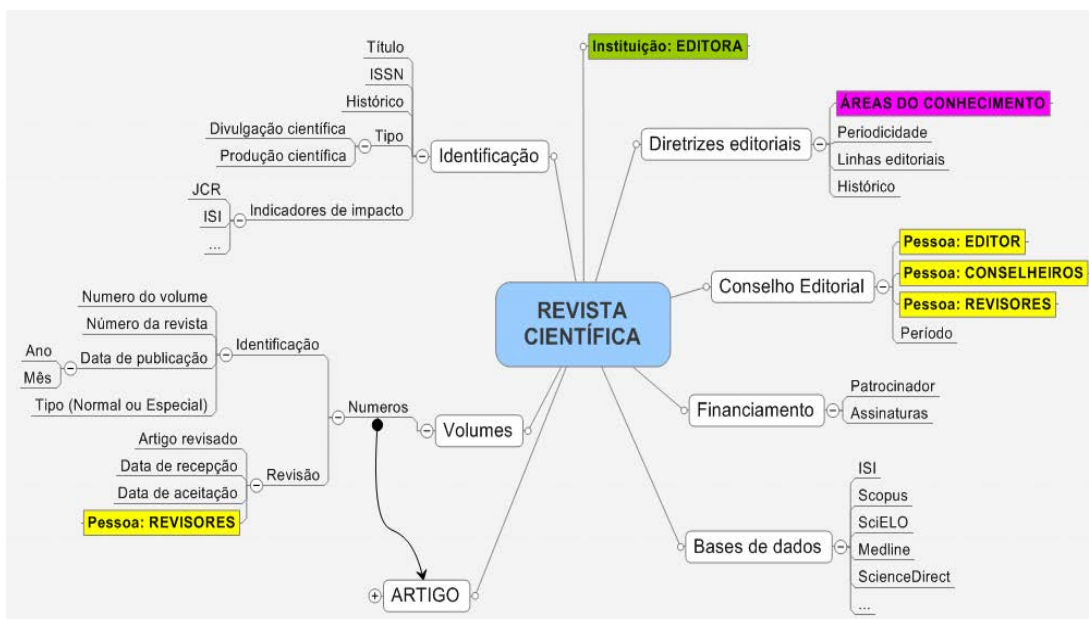 Instituição: EDITORA
Título
ISSN
Histórico
Divulgação científica
Tipo
Produção científica
Identificação
JCR
ISI
Indicadores de impacto
...
ÁREAS DO CONHECIMENTO
Diretrizes editoriais
Periodicidade
Linhas editoriais
Histórico
Pessoa: EDITOR
Conselho Editorial
Pessoa: CONSELHEIROS
Pessoa: REVISORES
Período
REVISTA
CIENTÍFICA
Numero do volume
Número da revista
Identificação
Ano
Data de publicação
Mês
Tipo (Normal ou Especial)
Numeros
Volumes
Artigo revisado
Data de recepção
Revisão
Data de aceitação
Pessoa: REVISORES
Patrocinador
Financiamento
Assinaturas
ISI
Scopus
SciELO
Bases de dados
Medline
ScienceDirect
...
ARTIGO